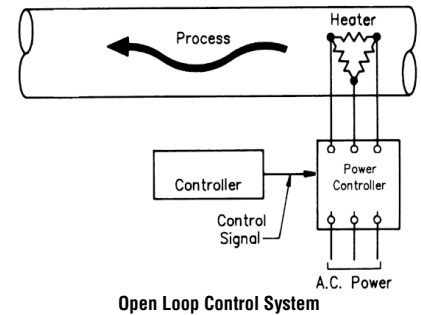 Heater
Process
Power
Controller
Controller
Control
Signal
A.C. Power
Open Loop Control System